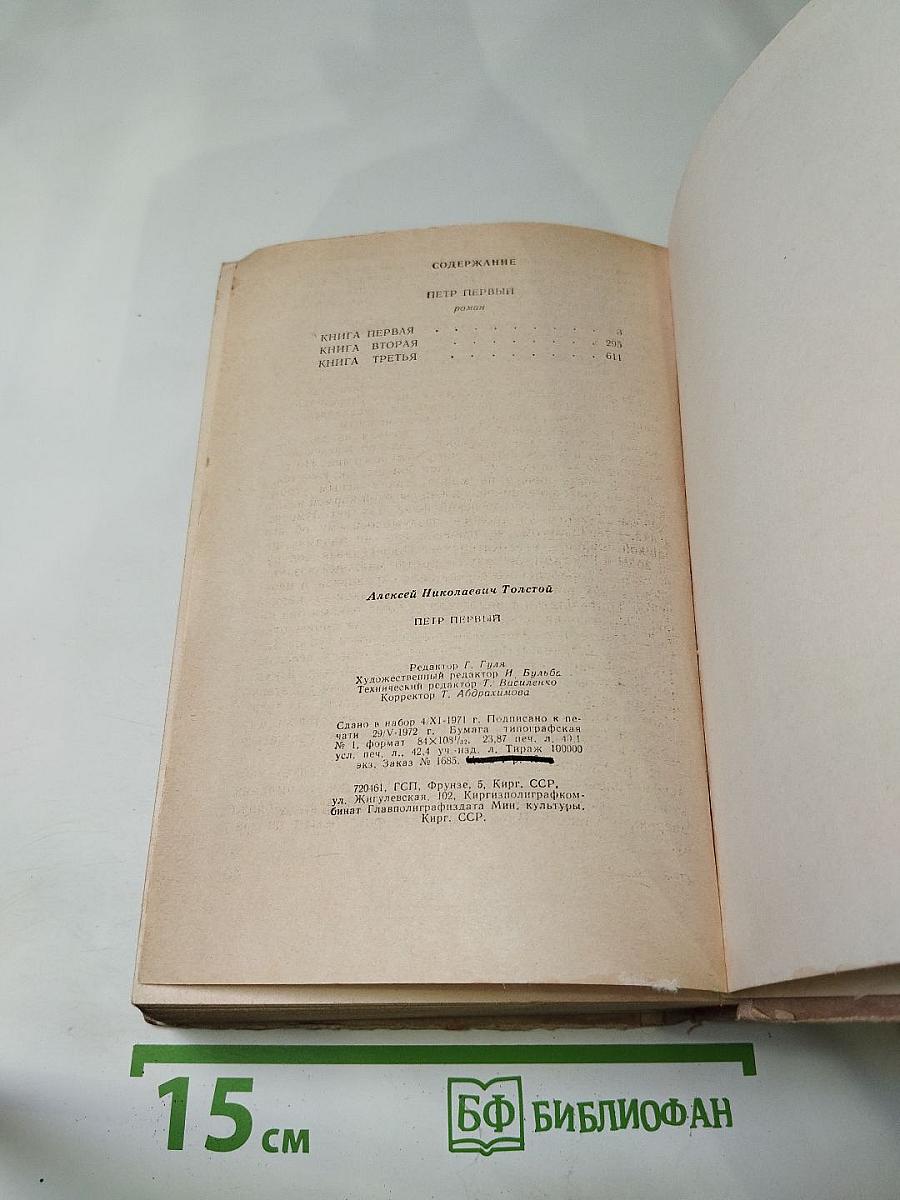 СОДЕРЖАНИЕ
ПЕТР ПЕРВЫЙ
роман
КНИГА ПЕРВАЯ . . . . . . . . 3
КНИГА ВТОРАЯ . . . . . . . . 295
КНИГА ТРЕТЬЯ . . . . . . . . 611
Алексей Николаевич Толстой
ПЕТР ПЕРВЫЙ
Редактор Г. Гуля
Художественный редактор И. Бульба
Технический редактор Т. Василенко
Корректор Т. Абдрахимова
Сдано в набор 4/XI-1971 г. Подписано к пе-
чати 29/V-1972 г. Бумага типографская
№ 1, формат 84×108 1/32. 23,87 печ. л.
усл. печ. л., 42,4 уч.-изд. л. Тираж 100000
экз. Заказ № 1685.
720461, ГСП, Фрунзе, 5, Кирг. ССР,
ул. Жигулевская, 102, Киргизполиграфком-
бинат Главполиграфиздата Мин. культуры,
Кирг. ССР.
15 см
БФ БИБЛИОФАН